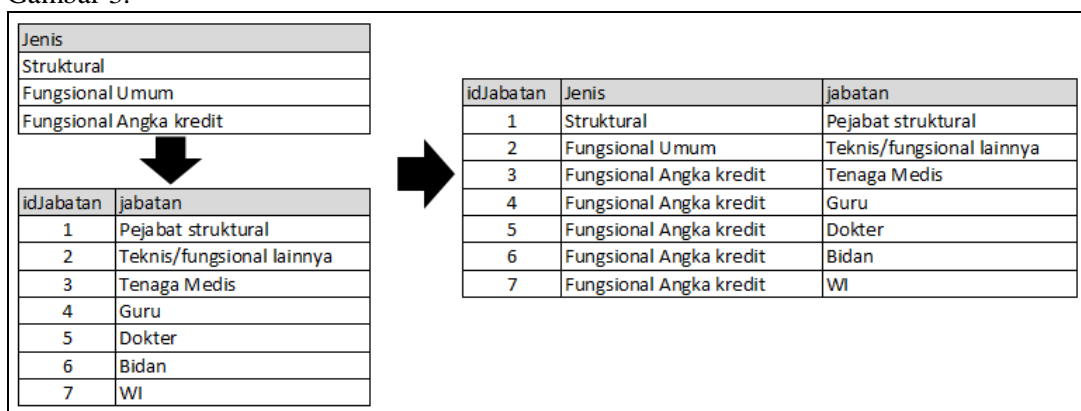 Jenis
Struktural
Fungsional Umum
Fungsional Angka kredit
idJabatan jabatan
1 Pejabat struktural
2 Teknis/fungsional lainnya
3 Tenaga Medis
4 Guru
5 Dokter
6 Bidan
7 WI
idJabatan Jenis jabatan
1 Struktural Pejabat struktural
2 Fungsional Umum Teknis/fungsional lainnya
3 Fungsional Angka kredit Tenaga Medis
4 Fungsional Angka kredit Guru
5 Fungsional Angka kredit Dokter
6 Fungsional Angka kredit Bidan
7 Fungsional Angka kredit WI